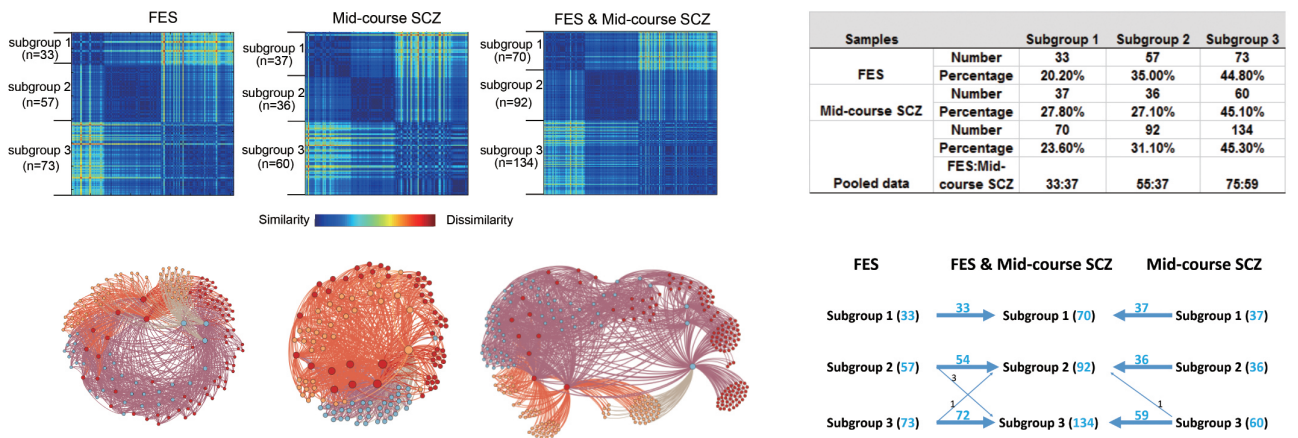 FES
Mid-course SCZ
FES & Mid-course SCZ
subgroup 1
(n=33)
subgroup 2
(n=57)
subgroup 3
(n=73)
subgroup 1
(n=37)
subgroup 2
(n=36)
subgroup 3
(n=60)
subgroup 1
(n=70)
subgroup 2
(n=92)
subgroup 3
(n=134)
Similarity
Dissimilarity
Samples Subgroup 1 Subgroup 2 Subgroup 3
FES
Number 33 57 73
Percentage 20.20% 35.00% 44.80%
Mid-course SCZ
Number 37 36 60
Percentage 27.80% 27.10% 45.10%
Pooled data
Number 70 92 134
Percentage 23.60% 31.10% 45.30%
FES:Mid-
course SCZ 33:37 55:37 75:59
FES FES & Mid-course SCZ Mid-course SCZ
Subgroup 1 (33) 33 Subgroup 1 (70) 37 Subgroup 1 (37)
Subgroup 2 (57) 54 Subgroup 2 (92) 36 Subgroup 2 (36)
3
1 1
Subgroup 3 (73) 72 Subgroup 3 (134) 59 Subgroup 3 (60)